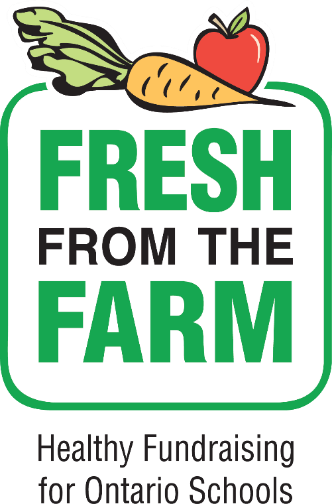 FRESH
FROM THE
FARM
Healthy Fundraising
for Ontario Schools